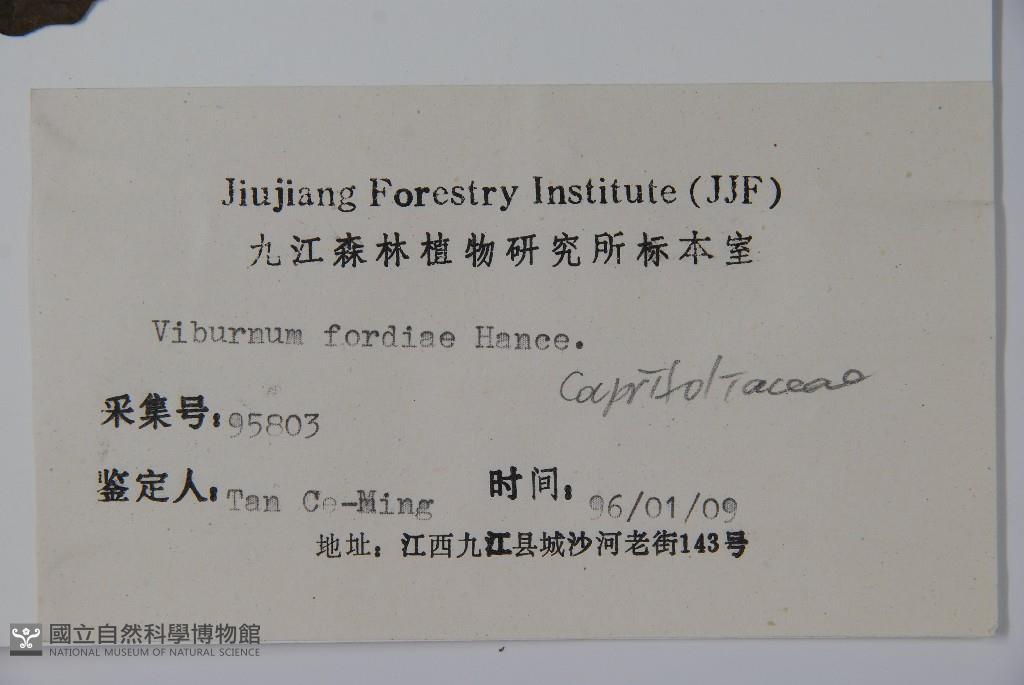 Jiujiang Forestry Institute (JJF)
九江森林植物研究所标本室
Viburnum fordiae Hance.
Caprifoliaceae
采集号：95803
鉴定人：Tan Ce-Ming 时间：96/01/09
地址：江西九江县城沙河老街143号
國立自然科學博物館
NATIONAL MUSEUM OF NATURAL SCIENCE